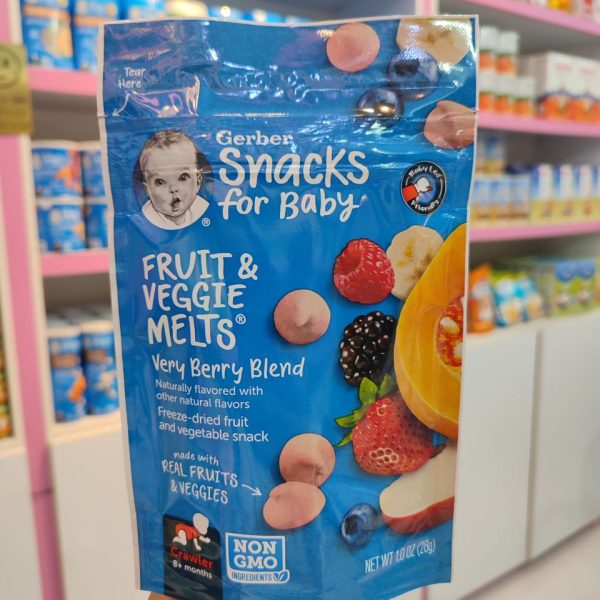 Tear
Here
Gerber
Snacks
for Baby
®
Baby Led
Friendly
FRUIT &
VEGGIE
MELTS®
Very Berry Blend
Naturally flavored with
other natural flavors
Freeze-dried fruit
and vegetable snack
made with
REAL FRUITS
& VEGGIES
Crawler
8+ months
NON
GMO
INGREDIENTS
NET WT 1.0 OZ (28g)